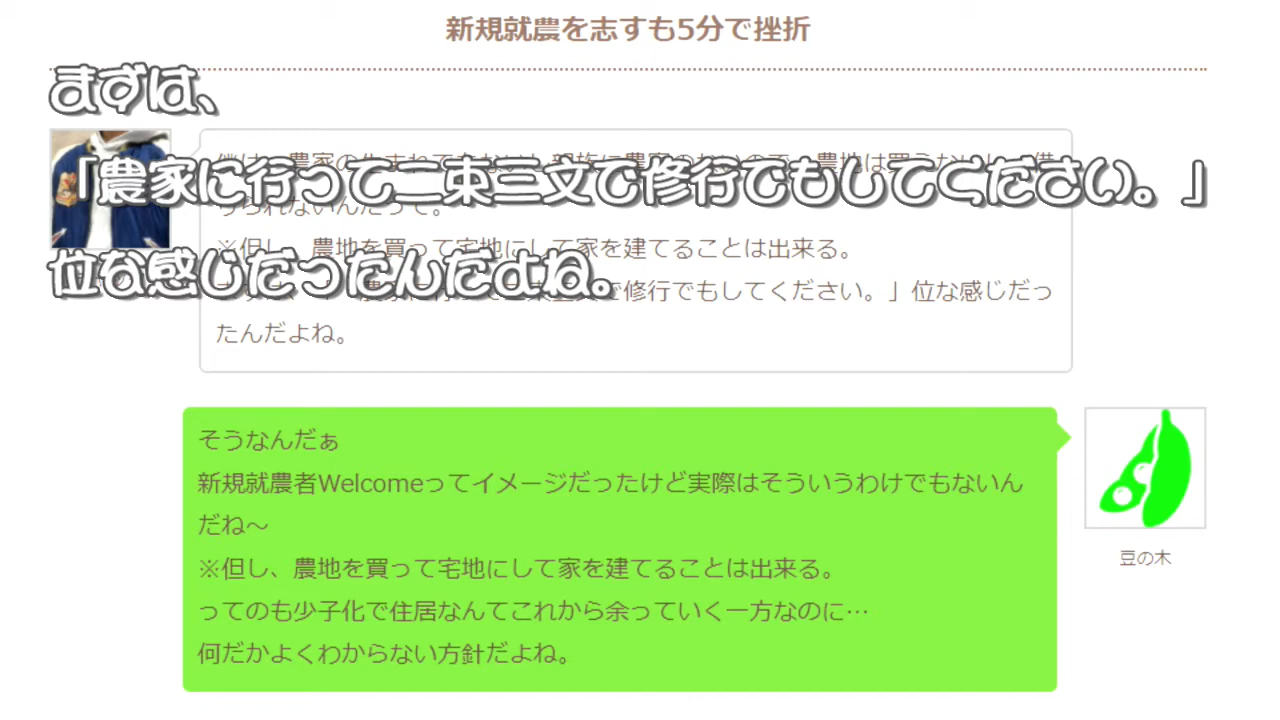 新規就農を志すも5分で挫折
まずは、
「農家に行って二束三文で修行でもしてください。」
位な感じだったんだよね。
られないんだって。
※但し、農地を買って宅地にして家を建てることは出来る。
修行でもしてください。」位な感じだっ
たんだよね。
そうなんだぁ
新規就農者Welcomeってイメージだったけど実際はそういうわけでもないん
だね～
※但し、農地を買って宅地にして家を建てることは出来る。
ってのも少子化で住居なんてこれから余っていく一方なのに…
何だかよくわからない方針だよね。
豆の木